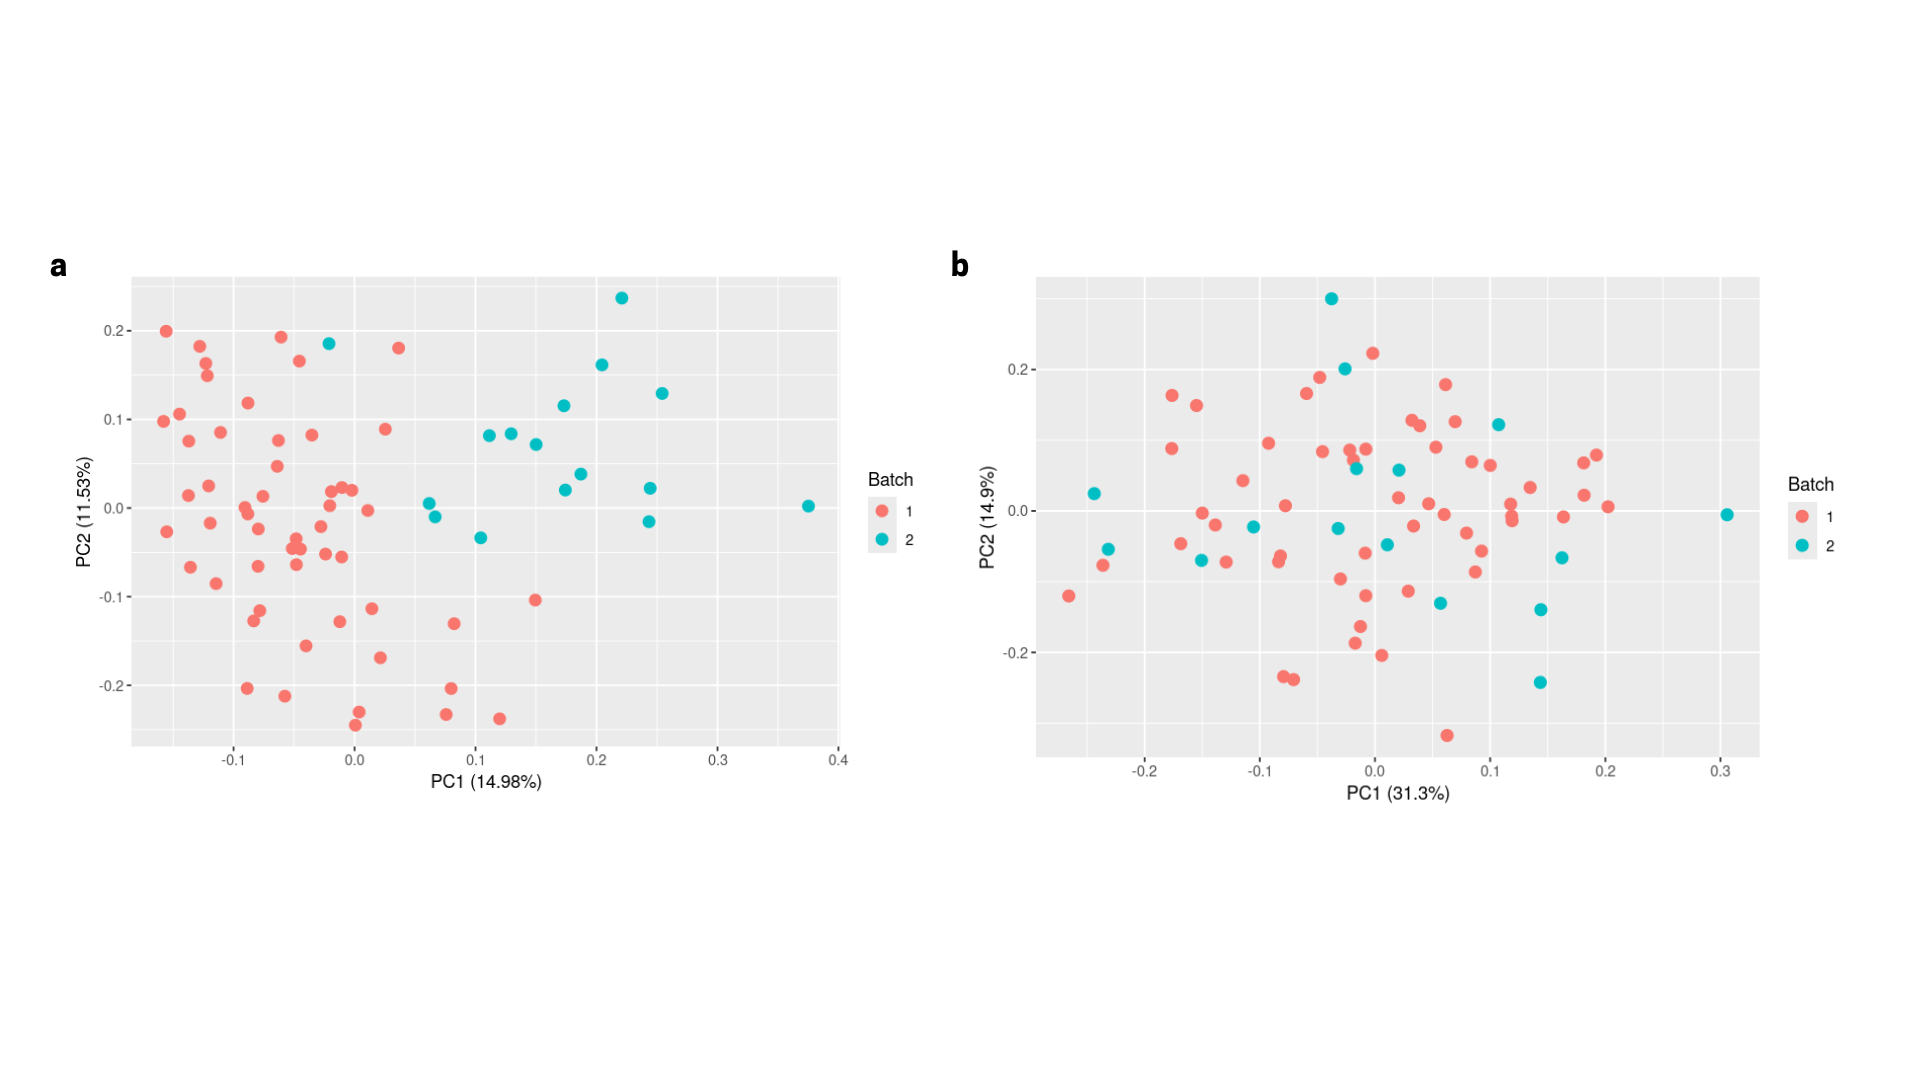 a
0.2
0.1
0.0
-0.1
-0.2
PC2 (11.53%)
-0.1 0.0 0.1 0.2 0.3 0.4
PC1 (14.98%)
Batch
1
2
b
0.2
0.0
-0.2
PC2 (14.9%)
-0.2 -0.1 0.0 0.1 0.2 0.3
PC1 (31.3%)
Batch
1
2